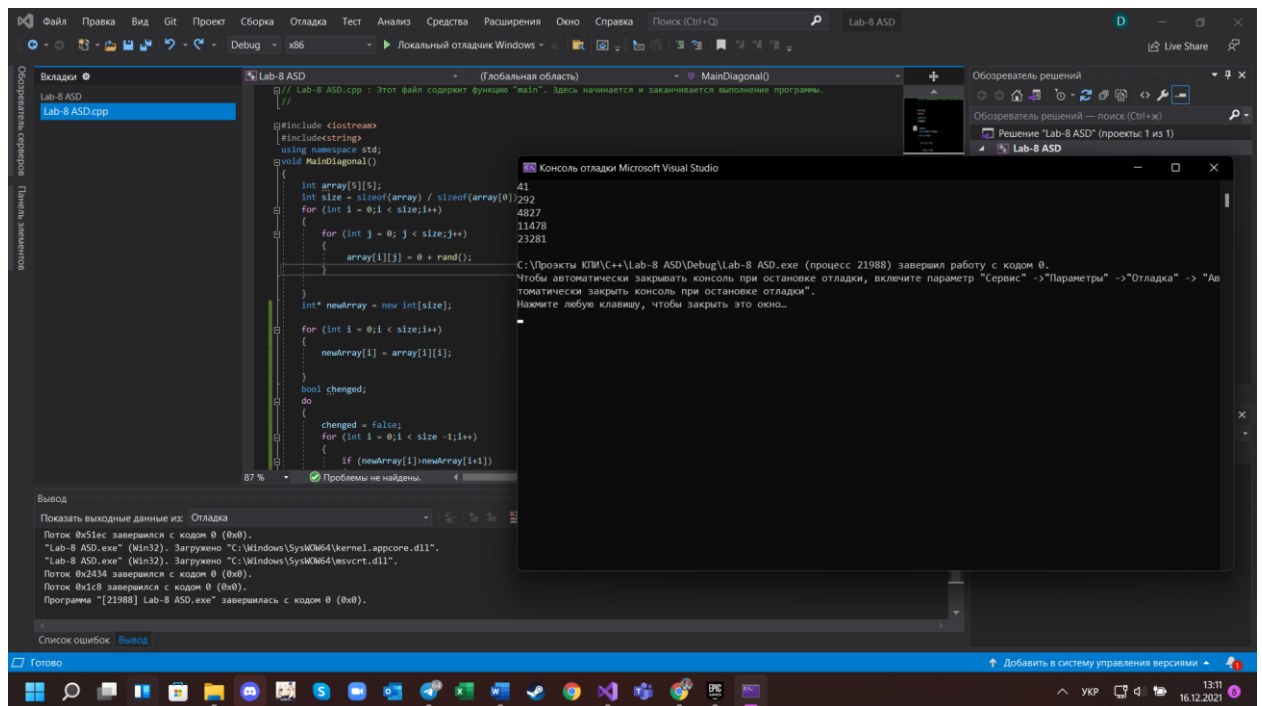 Файл Правка Вид Git Проект Сборка Отладка Тест Анализ Средства Расширения Окно Справка Поиск (Ctrl+Q) Lab-8 ASD D
Debug x86 Локальный отладчик Windows Live Share
Обозреватель серверов
Панель элементов
Вкладки
Lab-8 ASD
Lab-8 ASD.cpp
Lab-8 ASD (Глобальная область) MainDiagonal()
// Lab-8 ASD.cpp : Этот файл содержит функцию "main". Здесь начинается и заканчивается выполнение программы.
//
#include <iostream>
#include<string>
using namespace std;
void MainDiagonal()
{
int array[5][5];
int size = sizeof(array) / sizeof(array[0])
for (int i = 0;i < size;i++)
{
for (int j = 0; j < size;j++)
{
array[i][j] = 0 + rand();
}
}
int* newArray = new int[size];
for (int i = 0;i < size;i++)
{
newArray[i] = array[i][i];
}
bool chenged;
do
{
chenged = false;
for (int i = 0;i < size -1;i++)
{
if (newArray[i]>newArray[i+1])
87 % Проблемы не найдены.
Обозреватель решений
Обозреватель решений — поиск (Ctrl+ж)
Решение "Lab-8 ASD" (проекты: 1 из 1)
Lab-8 ASD
Консоль отладки Microsoft Visual Studio
41
292
4827
11478
23281
C:\Проэкты КПИ\C++\Lab-8 ASD\Debug\Lab-8 ASD.exe (процесс 21988) завершил работу с кодом 0.
Чтобы автоматически закрывать консоль при остановке отладки, включите параметр "Сервис" ->"Параметры" ->"Отладка" -> "Ав
томатически закрыть консоль при остановке отладки".
Нажмите любую клавишу, чтобы закрыть это окно…
Вывод
Показать выходные данные из: Отладка
Поток 0x51ec завершился с кодом 0 (0x0).
"Lab-8 ASD.exe" (Win32). Загружено "C:\Windows\SysWOW64\kernel.appcore.dll".
"Lab-8 ASD.exe" (Win32). Загружено "C:\Windows\SysWOW64\msvcrt.dll".
Поток 0x2434 завершился с кодом 0 (0x0).
Поток 0x1c8 завершился с кодом 0 (0x0).
Программа "[21988] Lab-8 ASD.exe" завершилась с кодом 0 (0x0).
Список ошибок Вывод
Готово Добавить в систему управления версиями 1
УКР 13:11
16.12.2021 8